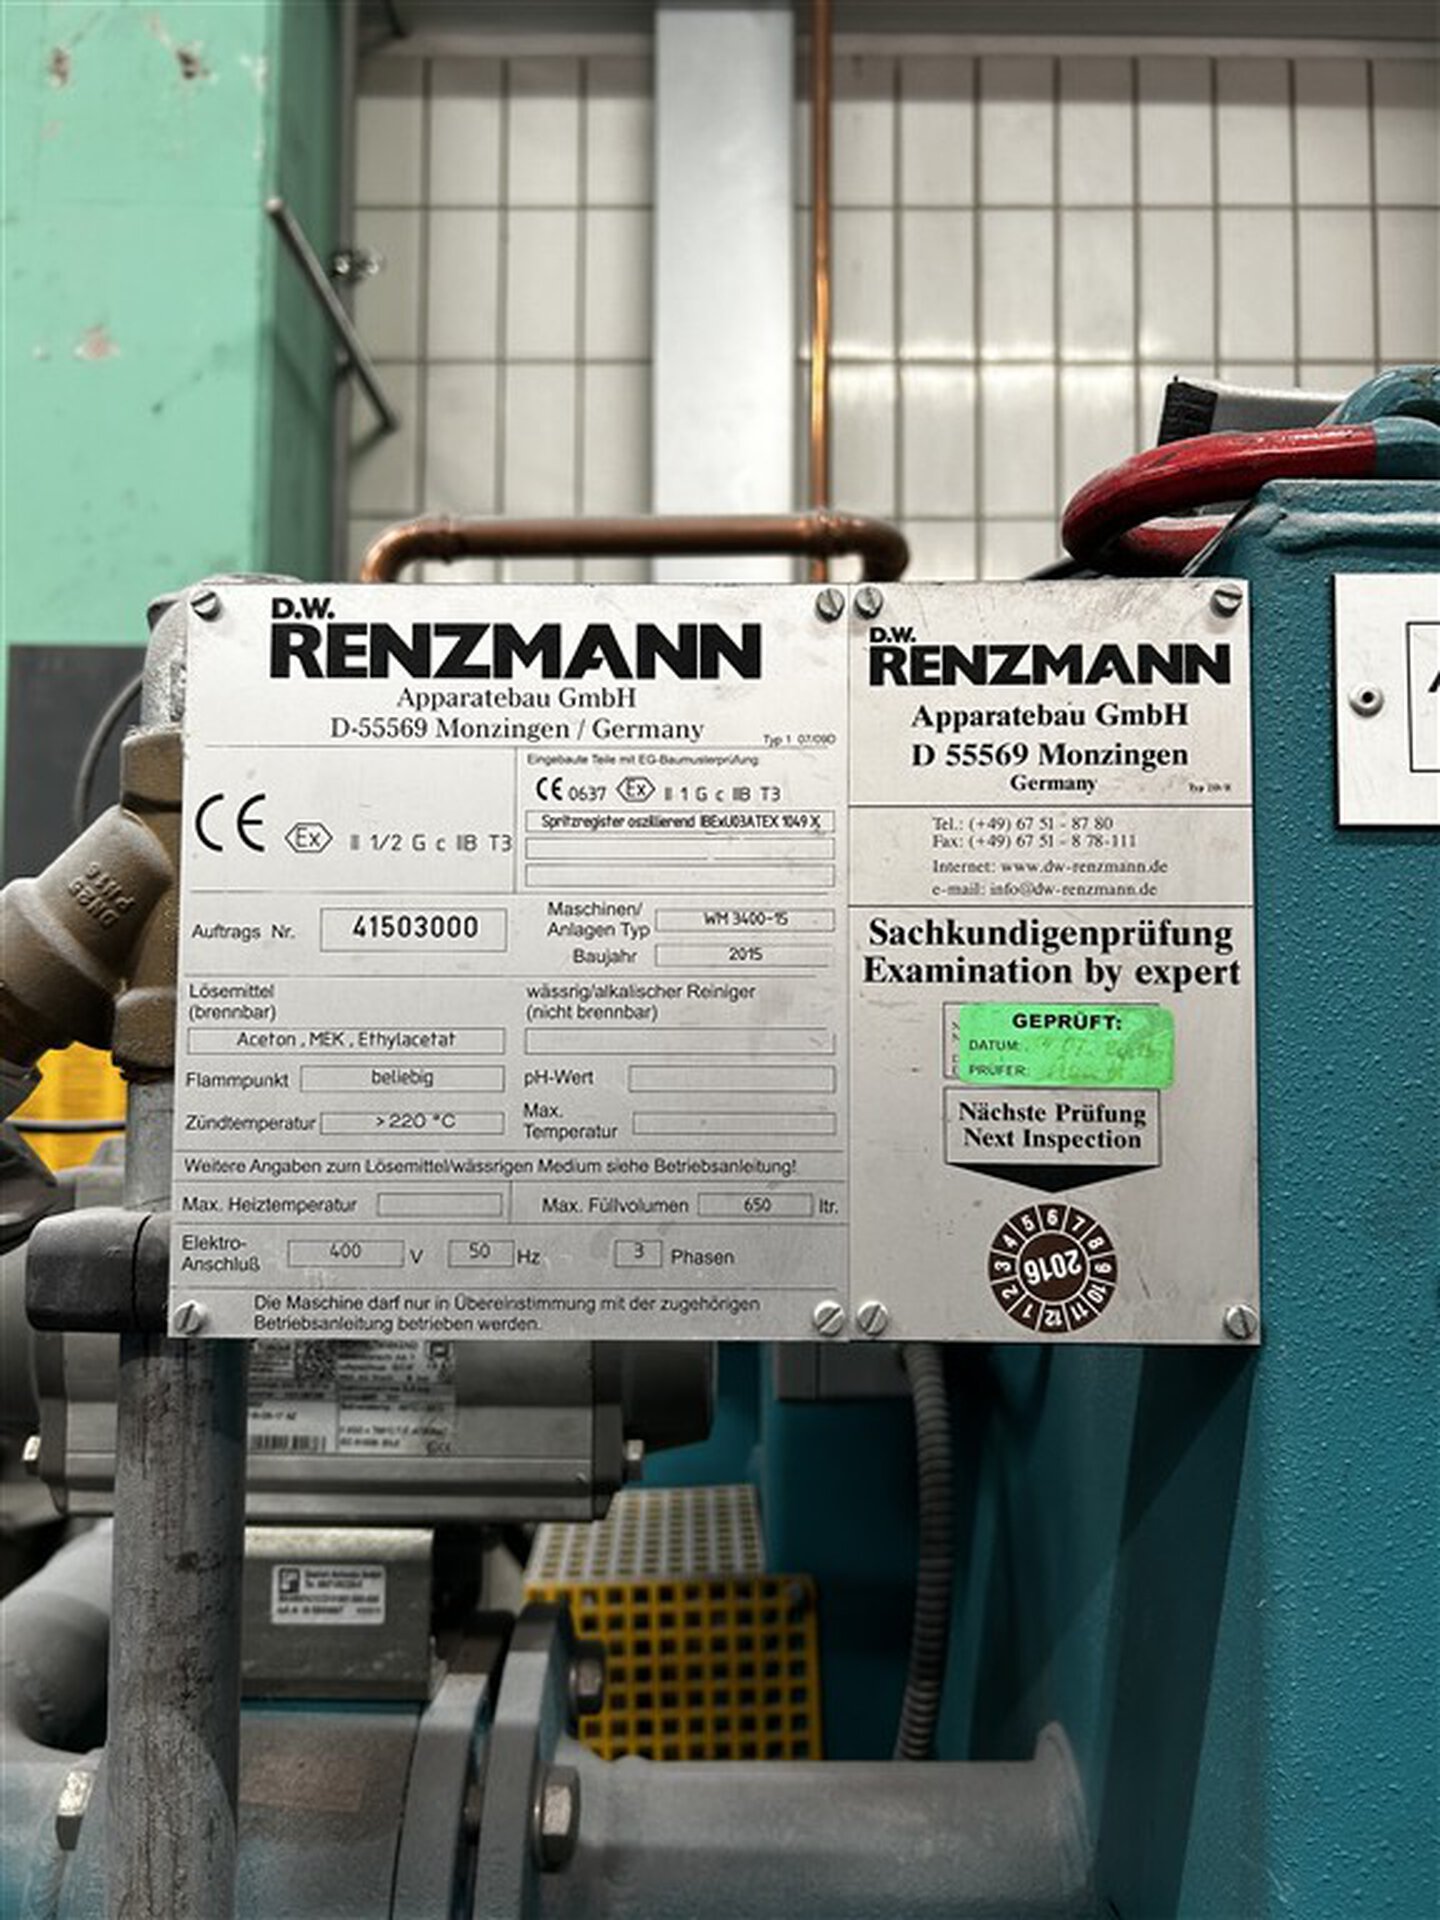 D.W.
RENZMANN
Apparatebau GmbH
D-55569 Monzingen / Germany
Typ 1 07/09D
CE Ex II 1/2 G c IIB T3
Eingebaute Teile mit EG-Baumusterprüfung
CE 0637 Ex II 1 G c IIB T3
Spritzregister oszillierend IBExU03ATEX 1049 X
Auftrags Nr. 41503000
Maschinen/
Anlagen Typ WM 3400-15
Baujahr 2015
Lösemittel
(brennbar)
Aceton, MEK, Ethylacetat
wässrig/alkalischer Reiniger
(nicht brennbar)
Flammpunkt beliebig
pH-Wert
Zündtemperatur >220 °C
Max.
Temperatur
Weitere Angaben zum Lösemittel/wässrigen Medium siehe Betriebsanleitung!
Max. Heiztemperatur
Max. Füllvolumen 650 ltr.
Elektro-
Anschluß 400 V 50 Hz 3 Phasen
Die Maschine darf nur in Übereinstimmung mit der zugehörigen
Betriebsanleitung betrieben werden.
D.W.
RENZMANN
Apparatebau GmbH
D 55569 Monzingen
Germany
Tel.: (+49) 67 51 - 87 80
Fax: (+49) 67 51 - 8 78-111
Internet: www.dw-renzmann.de
e-mail: info@dw-renzmann.de
Sachkundigenprüfung
Examination by expert
GEPRÜFT:
DATUM:
PRÜFER:
Nächste Prüfung
Next Inspection
1 2 3 4 5 6 7 8 9 10 11 12
2016
DN25
PN16